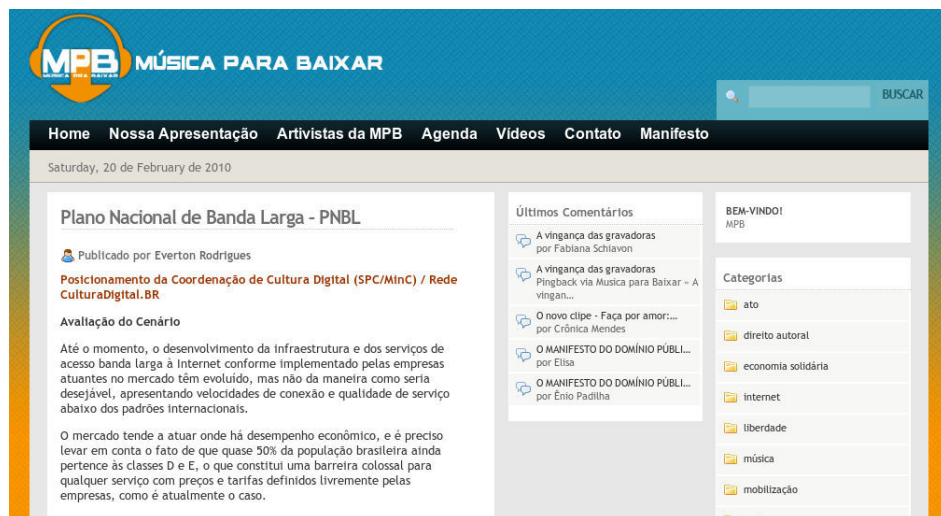 MPB
MÚSICA PARA BAIXAR
MÚSICA PARA BAIXAR
BUSCAR
Home Nossa Apresentação Artivistas da MPB Agenda Vídeos Contato Manifesto
Saturday, 20 de February de 2010
Plano Nacional de Banda Larga - PNBL
Publicado por Everton Rodrigues
Posicionamento da Coordenação de Cultura Digital (SPC/MinC) / Rede
CulturaDigital.BR
Avaliação do Cenário
Até o momento, o desenvolvimento da infraestrutura e dos serviços de
acesso banda larga à Internet conforme implementado pelas empresas
atuantes no mercado têm evoluído, mas não da maneira como seria
desejável, apresentando velocidades de conexão e qualidade de serviço
abaixo dos padrões internacionais.
O mercado tende a atuar onde há desempenho econômico, e é preciso
levar em conta o fato de que quase 50% da população brasileira ainda
pertence às classes D e E, o que constitui uma barreira colossal para
qualquer serviço com preços e tarifas definidos livremente pelas
empresas, como é atualmente o caso.
Últimos Comentários
A vingança das gravadoras
por Fabiana Schiavon
A vingança das gravadoras
Pingback via Musica para Baixar « A
vingan...
O novo clipe - Faça por amor:...
por Crônica Mendes
O MANIFESTO DO DOMÍNIO PÚBLI...
por Elisa
O MANIFESTO DO DOMÍNIO PÚBLI...
por Ênio Padilha
BEM-VINDO!
MPB
Categorias
ato
direito autoral
economia solidária
internet
liberdade
música
mobilização